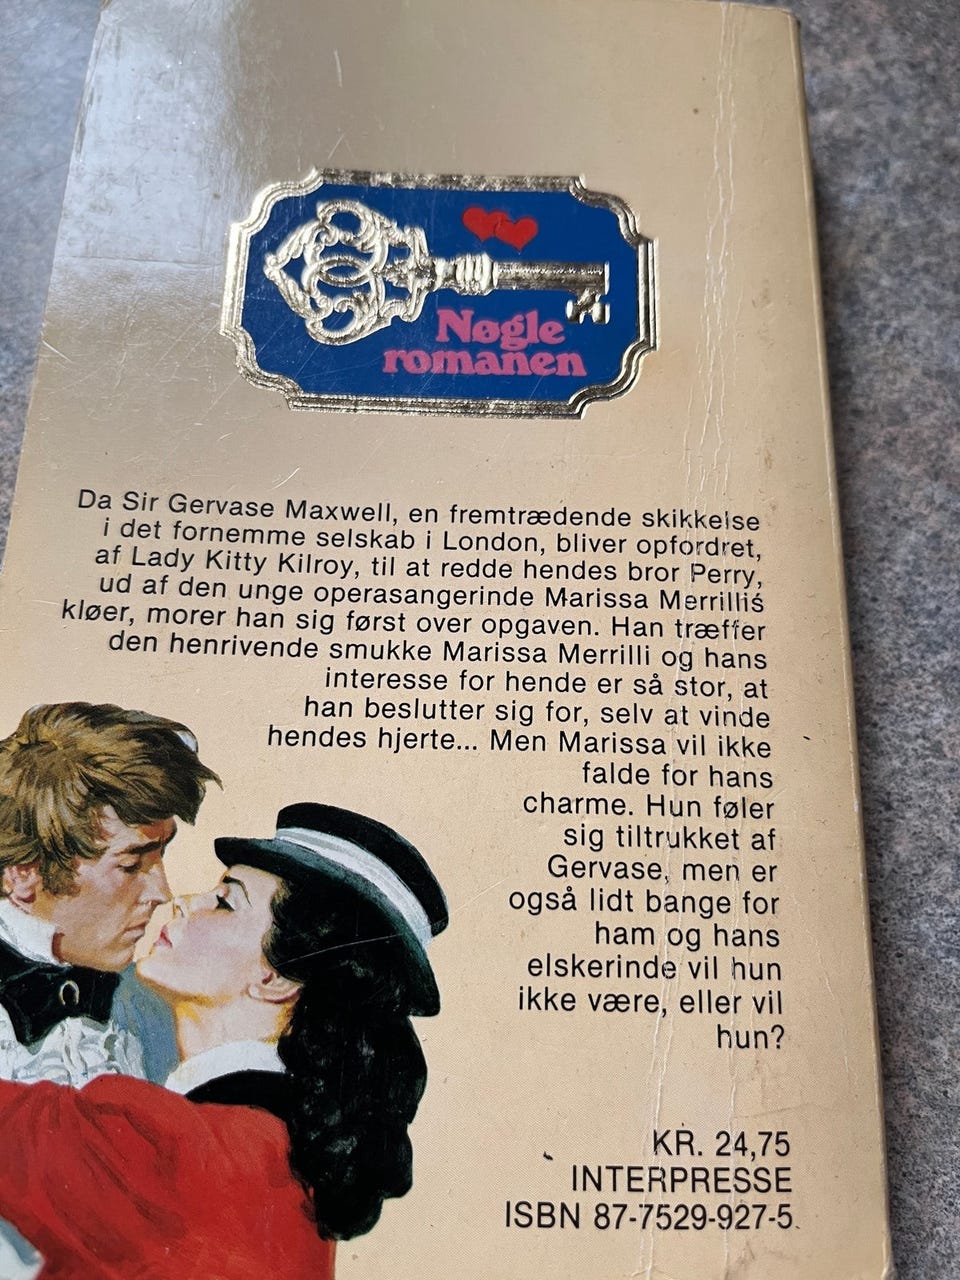 Nøgle
romanen
Da Sir Gervase Maxwell, en fremtrædende skikkelse
i det fornemme selskab i London, bliver opfordret,
af Lady Kitty Kilroy, til at redde hendes bror Perry,
ud af den unge operasangerinde Marissa Merrilliś
kløer, morer han sig først over opgaven. Han træffer
den henrivende smukke Marissa Merrilli og hans
interesse for hende er så stor, at
han beslutter sig for, selv at vinde
hendes hjerte... Men Marissa vil ikke
falde for hans
charme. Hun føler
sig tiltrukket af
Gervase, men er
også lidt bange for
ham og hans
elskerinde vil hun
ikke være, eller vil
hun?
KR. 24,75
INTERPRESSE
ISBN 87-7529-927-5